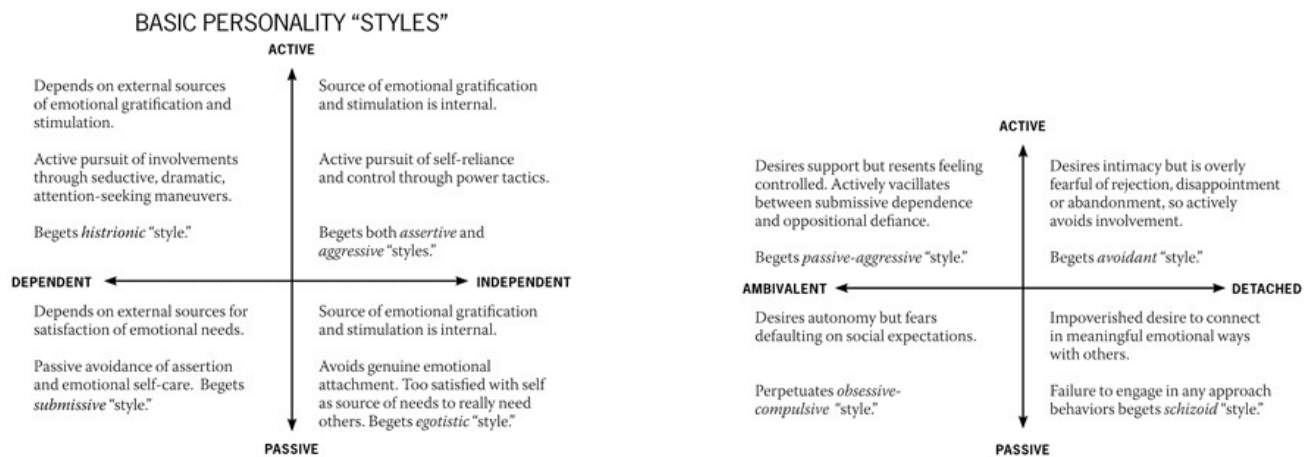 BASIC PERSONALITY “STYLES”
ACTIVE
Depends on external sources
of emotional gratification and
stimulation.
Active pursuit of involvements
through seductive, dramatic,
attention-seeking maneuvers.
Begets histrionic “style.”
Source of emotional gratification
and stimulation is internal.
Active pursuit of self-reliance
and control through power tactics.
Begets both assertive and
aggressive “styles.”
DEPENDENT
INDEPENDENT
Depends on external sources for
satisfaction of emotional needs.
Passive avoidance of assertion
and emotional self-care. Begets
submissive “style.”
Source of emotional gratification
and stimulation is internal.
Avoids genuine emotional
attachment. Too satisfied with self
as source of needs to really need
others. Begets egotistic “style.”
PASSIVE
ACTIVE
Desires support but resents feeling
controlled. Actively vacillates
between submissive dependence
and oppositional defiance.
Begets passive-aggressive “style.”
Desires intimacy but is overly
fearful of rejection, disappointment
or abandonment, so actively
avoids involvement.
Begets avoidant “style.”
AMBIVALENT
DETACHED
Desires autonomy but fears
defaulting on social expectations.
Perpetuates obsessive-
compulsive “style.”
Impoverished desire to connect
in meaningful emotional ways
with others.
Failure to engage in any approach
behaviors begets schizoid “style.”
PASSIVE